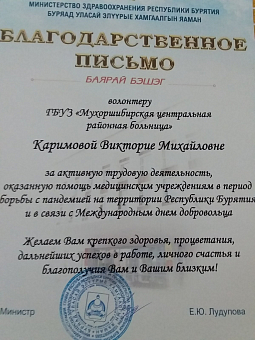 МИНИСТЕРСТВО ЗДРАВООХРАНЕНИЯ РЕСПУБЛИКИ БУРЯТИЯ
БУРЯАД УЛАСАЙ ЭЛҮҮРЫЕ ХАМГААЛГЫН ЯАМАН
БЛАГОДАРСТВЕННОЕ
ПИСЬМО
БАЯРАЙ БЭШЭГ
волонтеру
ГБУЗ «Мухоршибирская центральная
районная больница»
Каримовой Викторие Михайловне
за активную трудовую деятельность,
оказанную помощь медицинским учреждениям в период
борьбы с пандемией на территории Республики Бурятия
и в связи с Международным днем добровольца
Желаем Вам крепкого здоровья, процветания,
дальнейших успехов в работе, личного счастья и
благополучия Вам и Вашим близким!
Министр Е.Ю. Лудупова